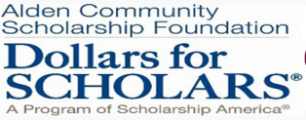 Alden Community
Scholarship Foundation
Dollars for
SCHOLARS®
A Program of Scholarship America®